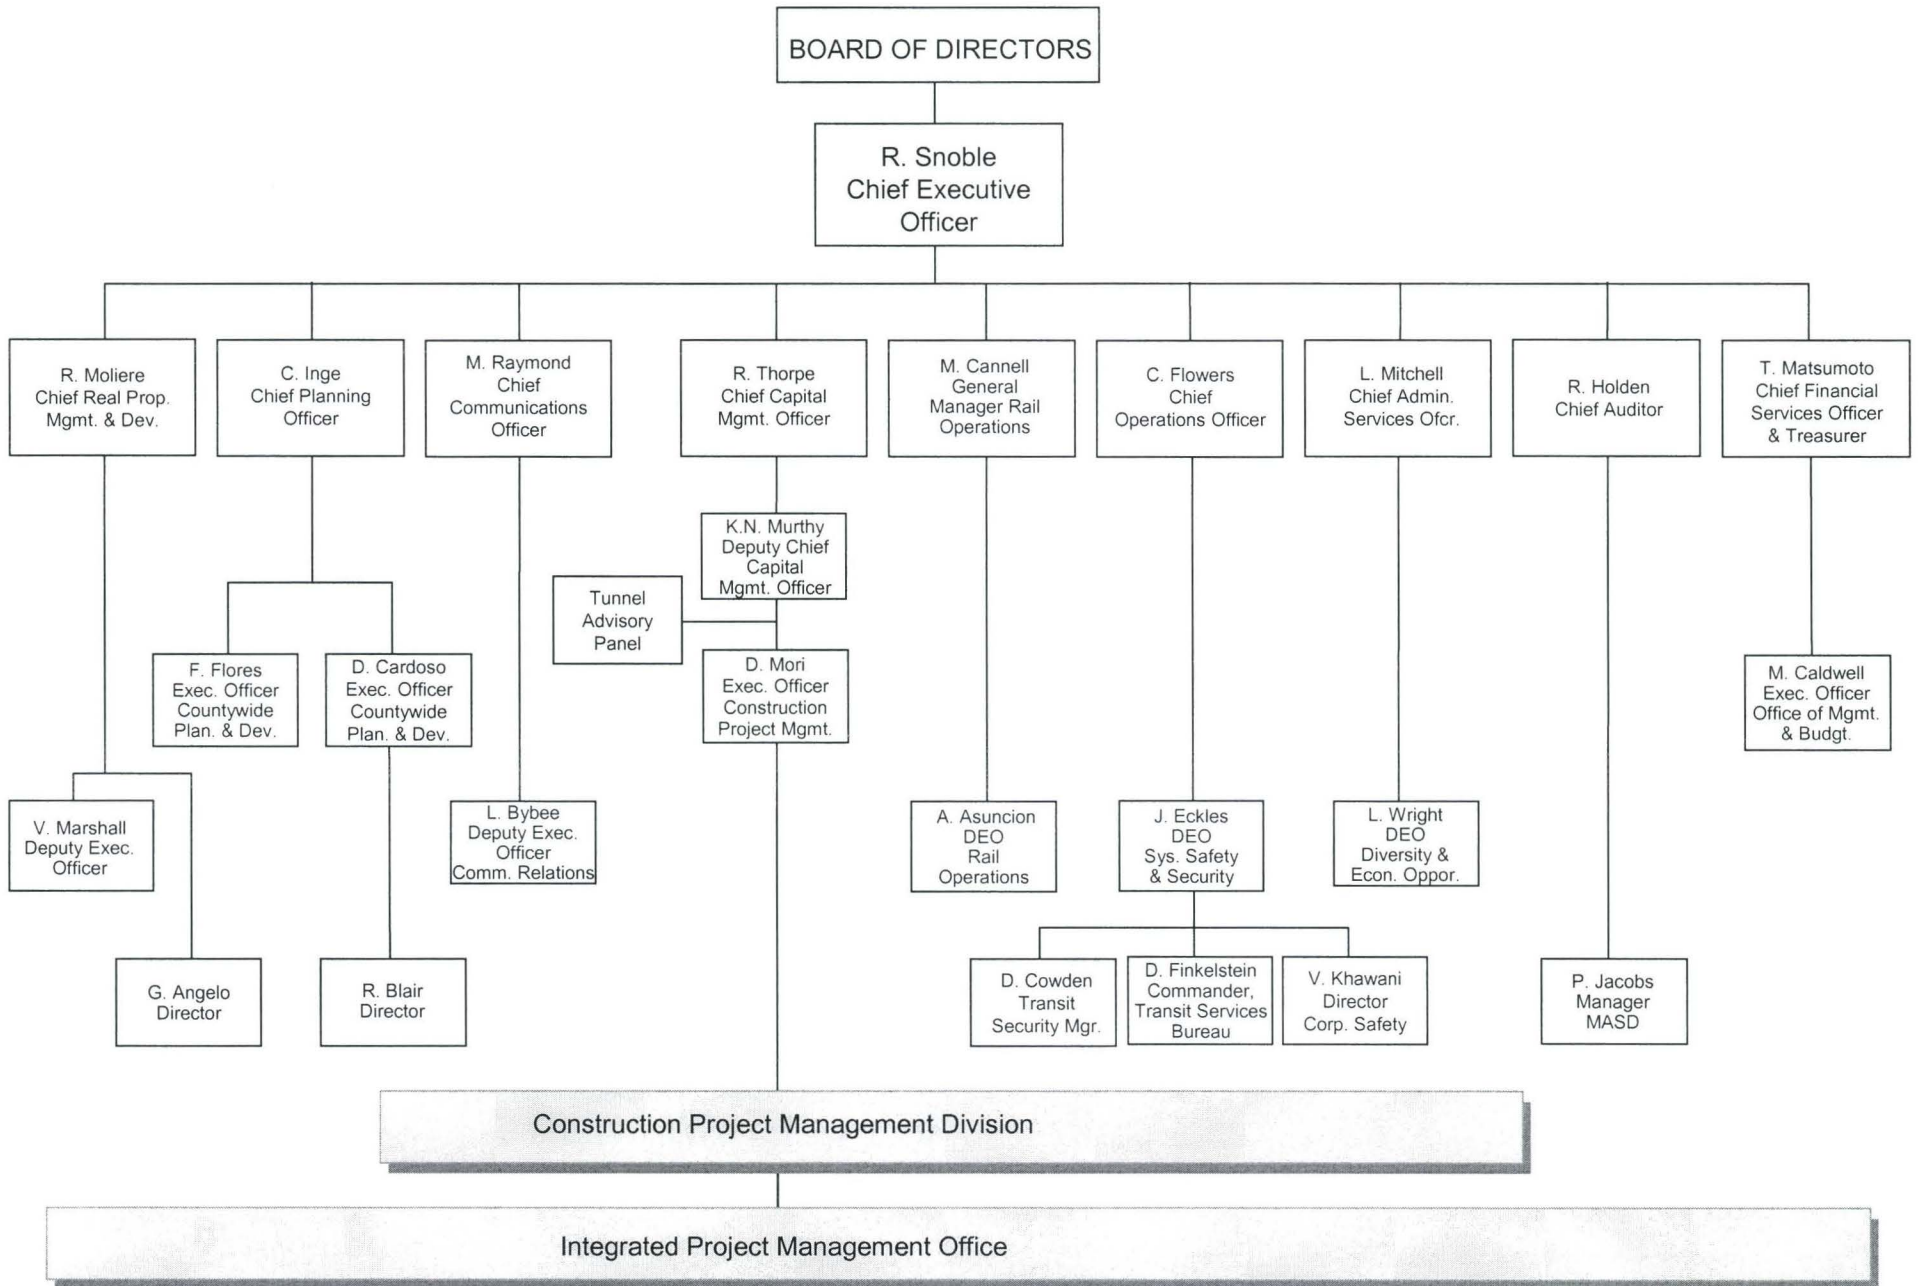 BOARD OF DIRECTORS
R. Snoble
Chief Executive
Officer
R. Moliere
Chief Real Prop.
Mgmt. & Dev.
C. Inge
Chief Planning
Officer
M. Raymond
Chief
Communications
Officer
R. Thorpe
Chief Capital
Mgmt. Officer
M. Cannell
General
Manager Rail
Operations
C. Flowers
Chief
Operations Officer
L. Mitchell
Chief Admin.
Services Ofcr.
R. Holden
Chief Auditor
T. Matsumoto
Chief Financial
Services Officer
& Treasurer
K.N. Murthy
Deputy Chief
Capital
Mgmt. Officer
Tunnel
Advisory
Panel
F. Flores
Exec. Officer
Countywide
Plan. & Dev.
D. Cardoso
Exec. Officer
Countywide
Plan. & Dev.
D. Mori
Exec. Officer
Construction
Project Mgmt.
M. Caldwell
Exec. Officer
Office of Mgmt.
& Budgt.
V. Marshall
Deputy Exec.
Officer
L. Bybee
Deputy Exec.
Officer
Comm. Relations
A. Asuncion
DEO
Rail
Operations
J. Eckles
DEO
Sys. Safety
& Security
L. Wright
DEO
Diversity &
Econ. Oppor.
G. Angelo
Director
R. Blair
Director
D. Cowden
Transit
Security Mgr.
D. Finkelstein
Commander,
Transit Services
Bureau
V. Khawani
Director
Corp. Safety
P. Jacobs
Manager
MASD
Construction Project Management Division
Integrated Project Management Office